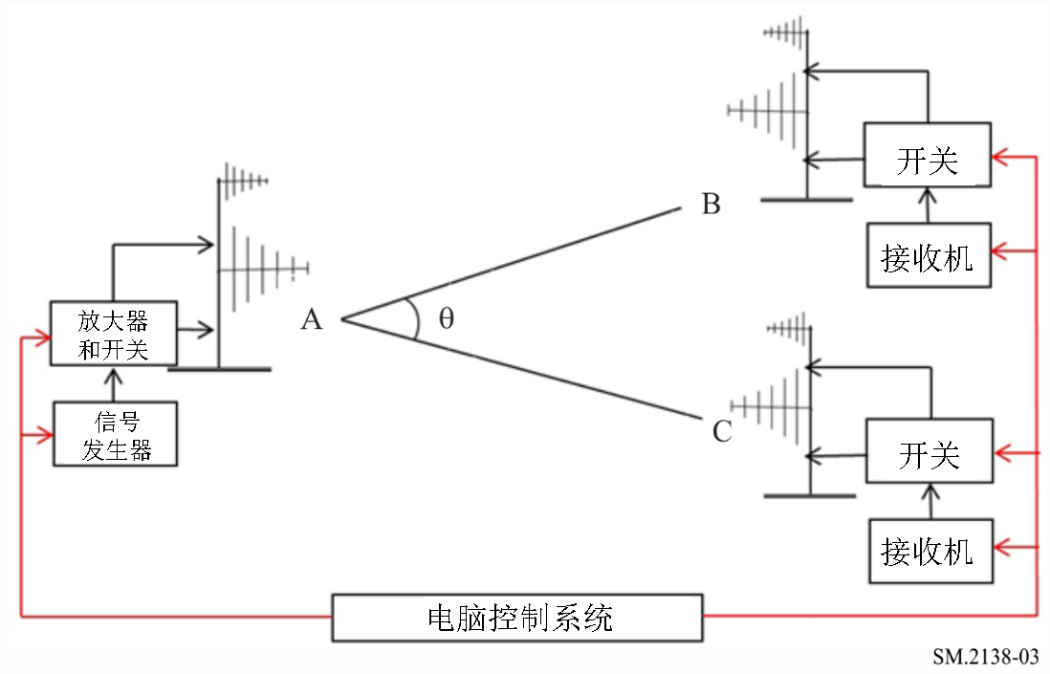 开关
B
接收机
A
θ
放大器
和开关
信号
发生器
C
开关
接收机
电脑控制系统
SM.2138-03